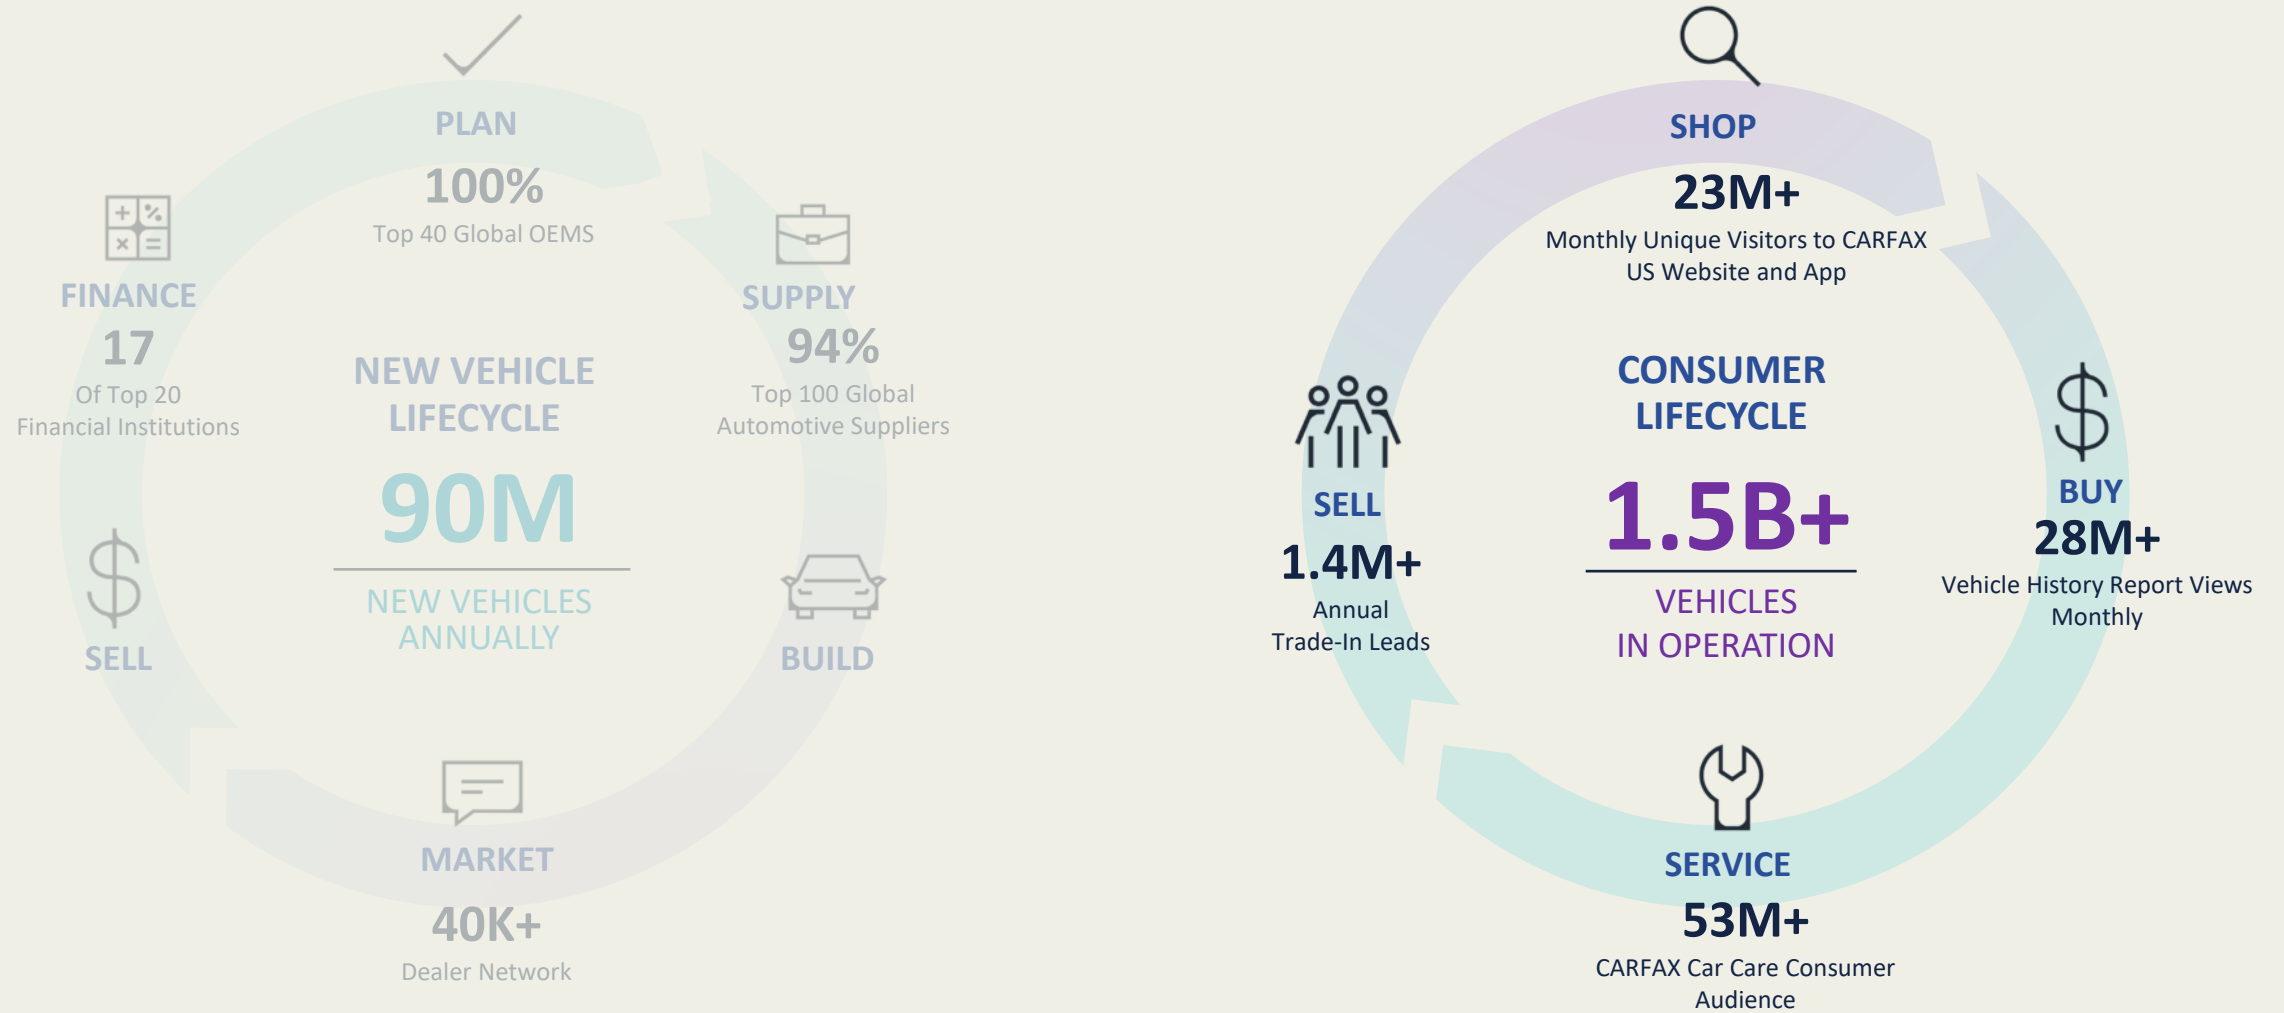 PLAN
100%
Top 40 Global OEMS
FINANCE
17
Of Top 20
Financial Institutions
SUPPLY
94%
Top 100 Global
Automotive Suppliers
NEW VEHICLE
LIFECYCLE
90M
NEW VEHICLES
ANNUALLY
SELL
BUILD
MARKET
40K+
Dealer Network
SHOP
23M+
Monthly Unique Visitors to CARFAX
US Website and App
CONSUMER
LIFECYCLE
1.5B+
VEHICLES
IN OPERATION
SELL
1.4M+
Annual
Trade-In Leads
BUY
28M+
Vehicle History Report Views
Monthly
SERVICE
53M+
CARFAX Car Care Consumer
Audience